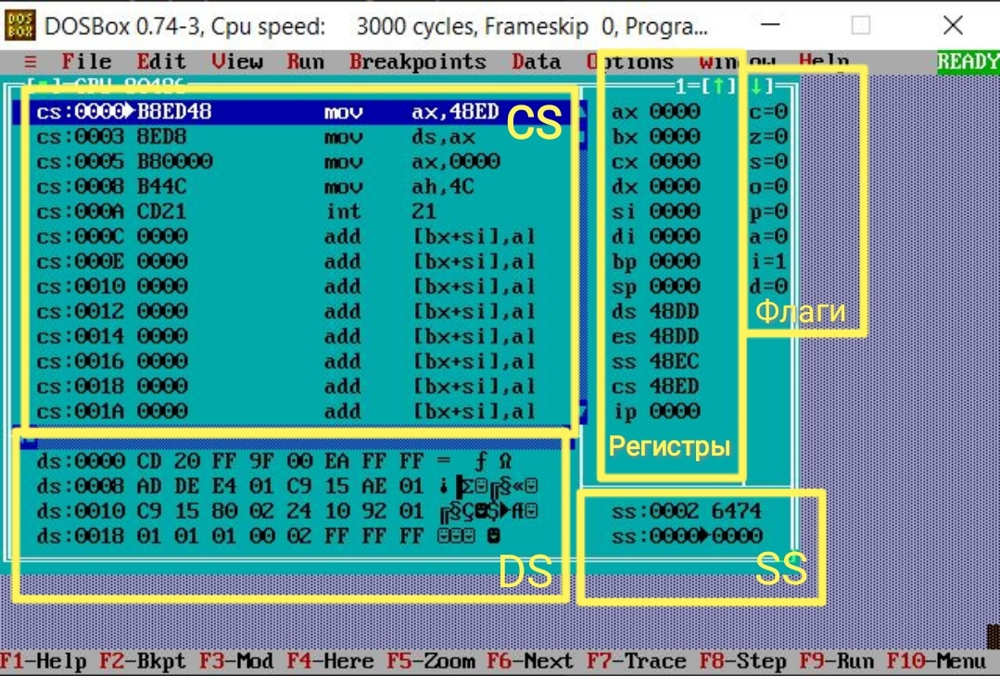 DOSBox 0.74-3, Cpu speed: 3000 cycles, Frameskip 0, Progra...
≡ File Edit View Run Breakpoints Data Options Window Help READY
CPU 80486 1=[↑][↓]
cs:0000►B8ED48 mov ax,48ED
cs:0003 8ED8 mov ds,ax
cs:0005 B80000 mov ax,0000
cs:0008 B44C mov ah,4C
cs:000A CD21 int 21
cs:000C 0000 add [bx+si],al
cs:000E 0000 add [bx+si],al
cs:0010 0000 add [bx+si],al
cs:0012 0000 add [bx+si],al
cs:0014 0000 add [bx+si],al
cs:0016 0000 add [bx+si],al
cs:0018 0000 add [bx+si],al
cs:001A 0000 add [bx+si],al
CS
ax 0000 c=0
bx 0000 z=0
cx 0000 s=0
dx 0000 o=0
si 0000 p=0
di 0000 a=0
bp 0000 i=1
sp 0000 d=0
ds 48DD
es 48DD
ss 48EC
cs 48ED
ip 0000
Флаги
Регистры
ds:0000 CD 20 FF 9F 00 EA FF FF = ƒ Ω
ds:0008 AD DE E4 01 C9 15 AE 01 ¡▐Σ☺╔§«☺
ds:0010 C9 15 80 02 24 10 92 01 ╔§Ç☻$►Æ☺
ds:0018 01 01 01 00 02 FF FF FF ☺☺☺ ☻
DS
ss:0002 6474
ss:0000►0000
SS
F1-Help F2-Bkpt F3-Mod F4-Here F5-Zoom F6-Next F7-Trace F8-Step F9-Run F10-Menu